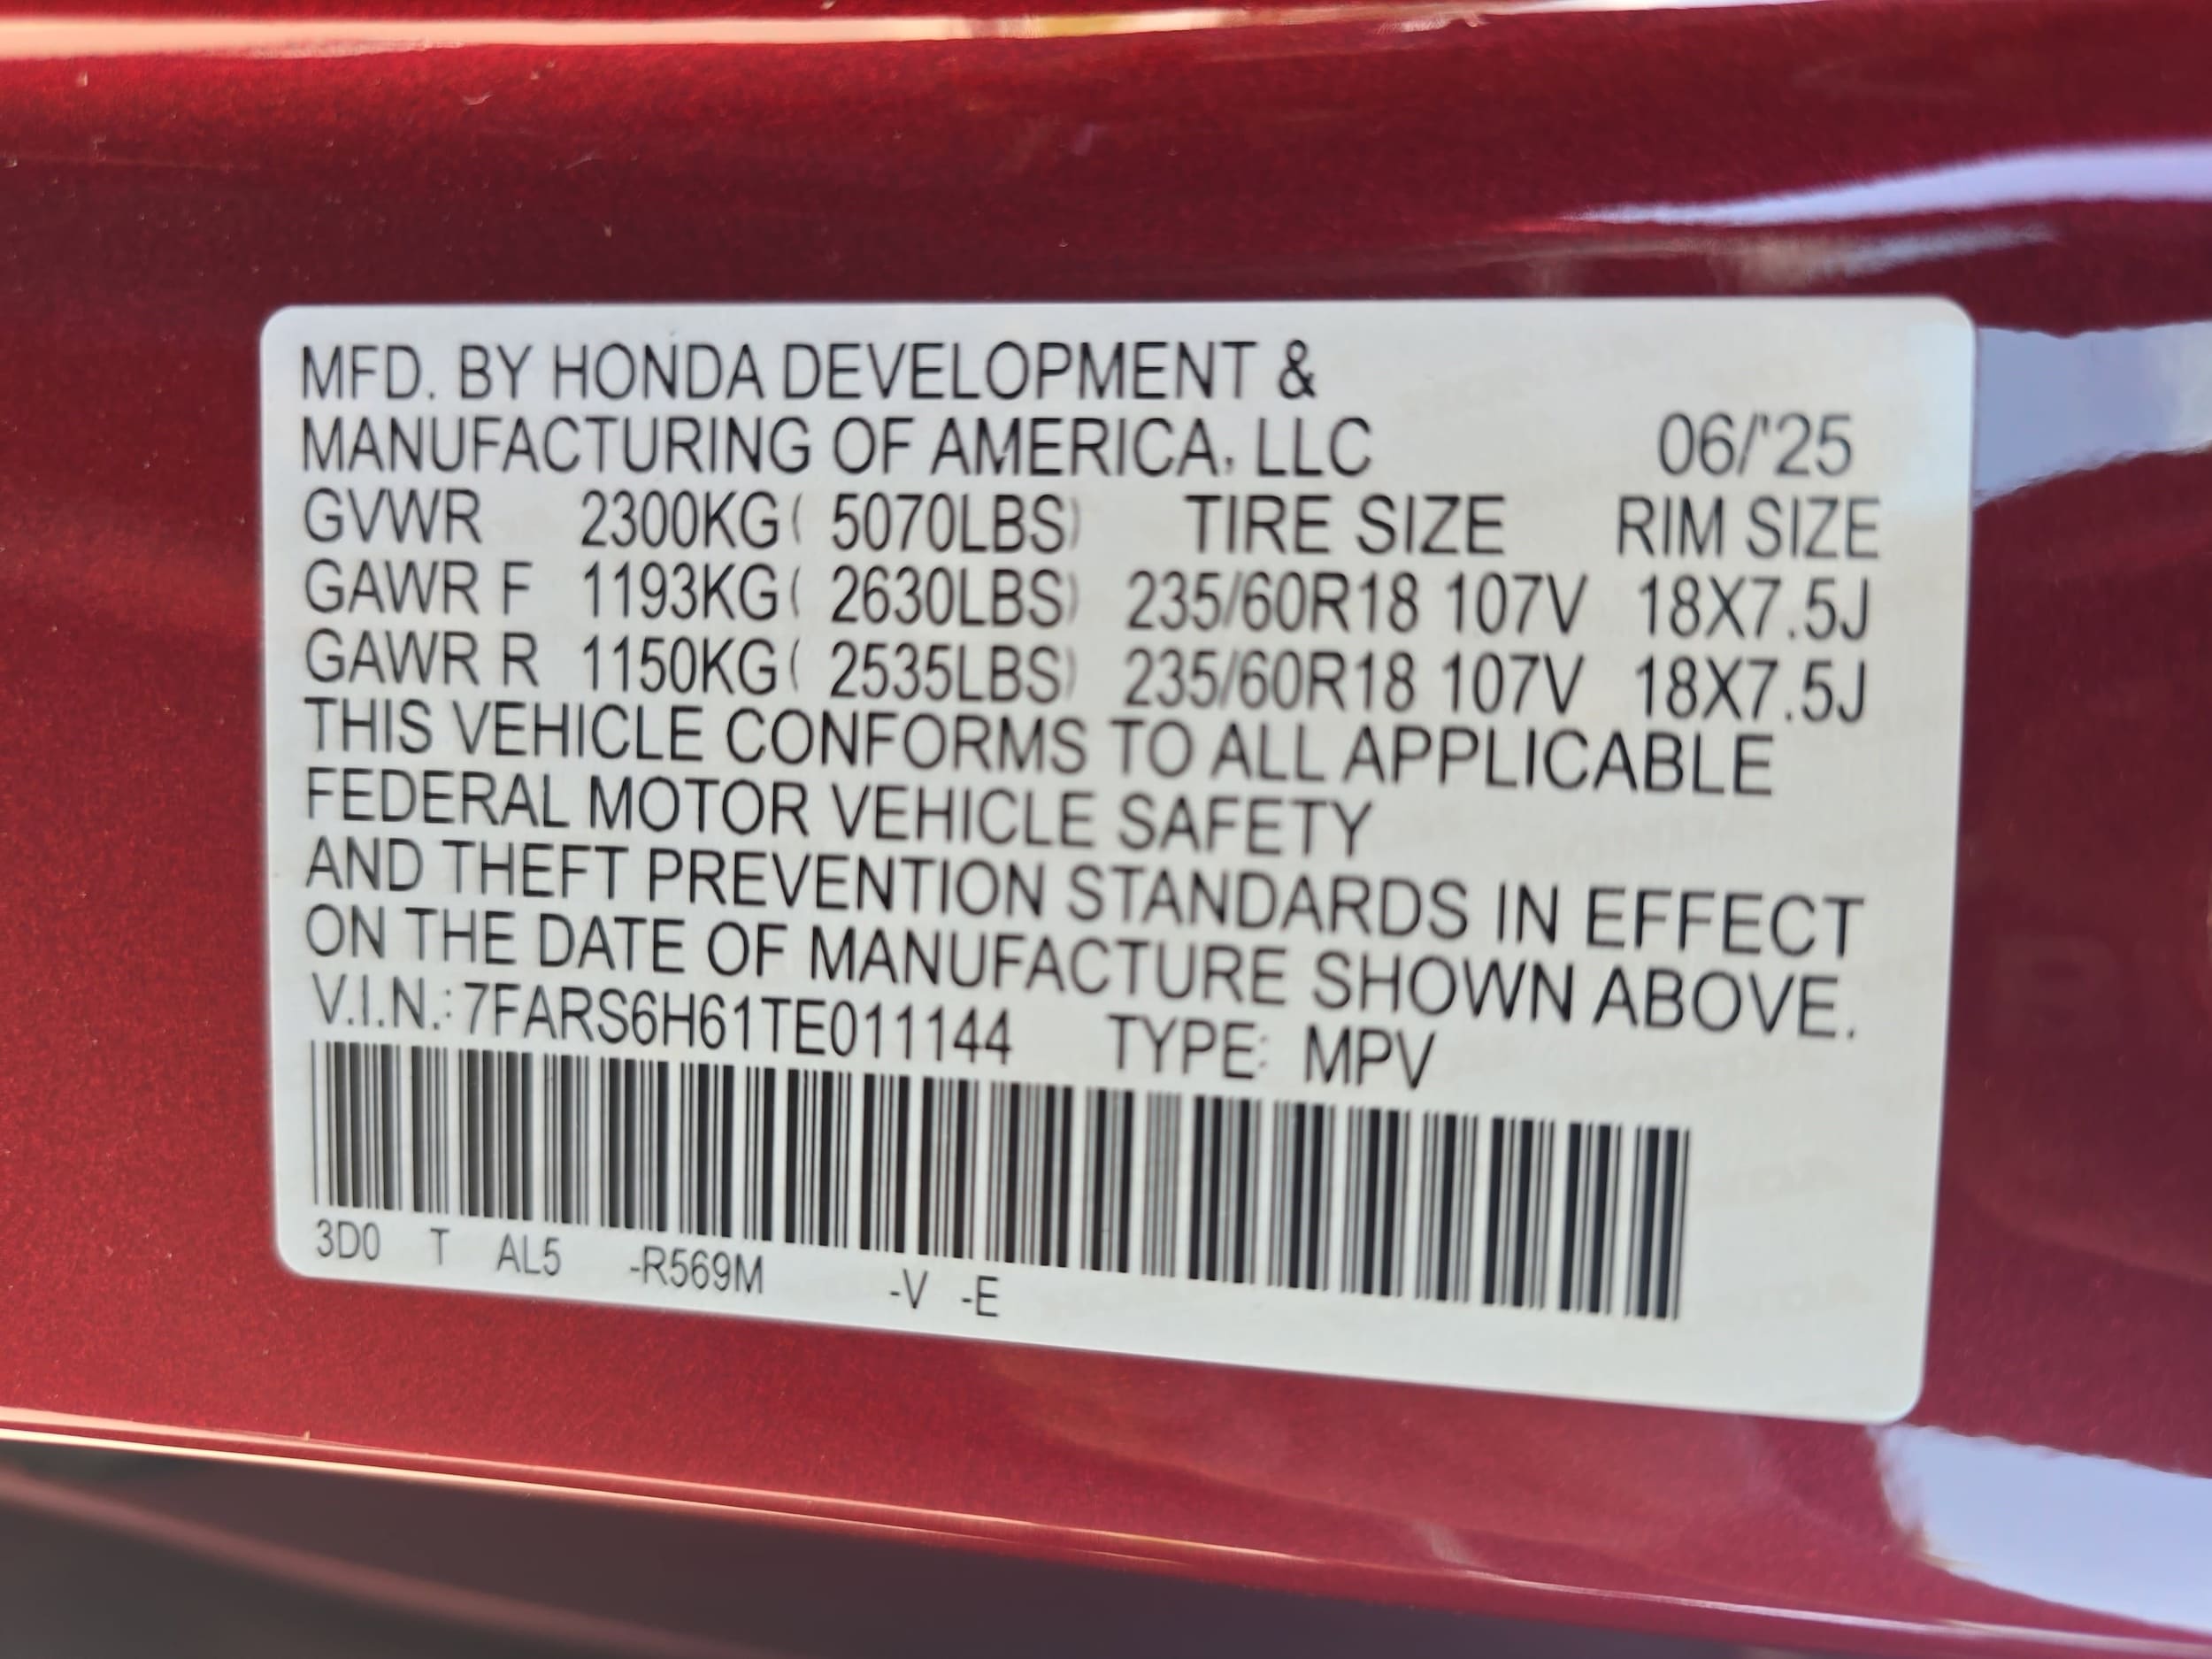 MFD. BY HONDA DEVELOPMENT &
MANUFACTURING OF AMERICA, LLC 06/'25
GVWR 2300KG( 5070LBS) TIRE SIZE RIM SIZE
GAWR F 1193KG( 2630LBS) 235/60R18 107V 18X7.5J
GAWR R 1150KG( 2535LBS) 235/60R18 107V 18X7.5J
THIS VEHICLE CONFORMS TO ALL APPLICABLE
FEDERAL MOTOR VEHICLE SAFETY
AND THEFT PREVENTION STANDARDS IN EFFECT
ON THE DATE OF MANUFACTURE SHOWN ABOVE.
V.I.N.: 7FARS6H61TE011144 TYPE: MPV
3D0 T AL5 -R569M -V -E